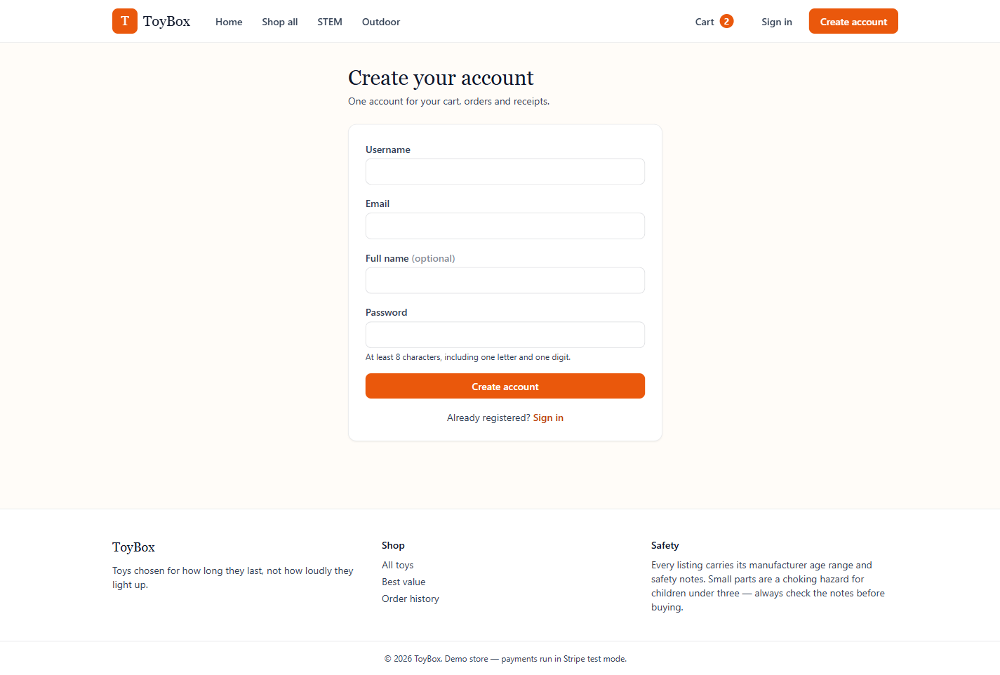 T ToyBox Home Shop all STEM Outdoor Cart 2 Sign in Create account
Create your account
One account for your cart, orders and receipts.
Username
Email
Full name (optional)
Password
At least 8 characters, including one letter and one digit.
Create account
Already registered? Sign in
ToyBox
Toys chosen for how long they last, not how loudly they
light up.
Shop
All toys
Best value
Order history
Safety
Every listing carries its manufacturer age range and
safety notes. Small parts are a choking hazard for
children under three — always check the notes before
buying.
© 2026 ToyBox. Demo store — payments run in Stripe test mode.